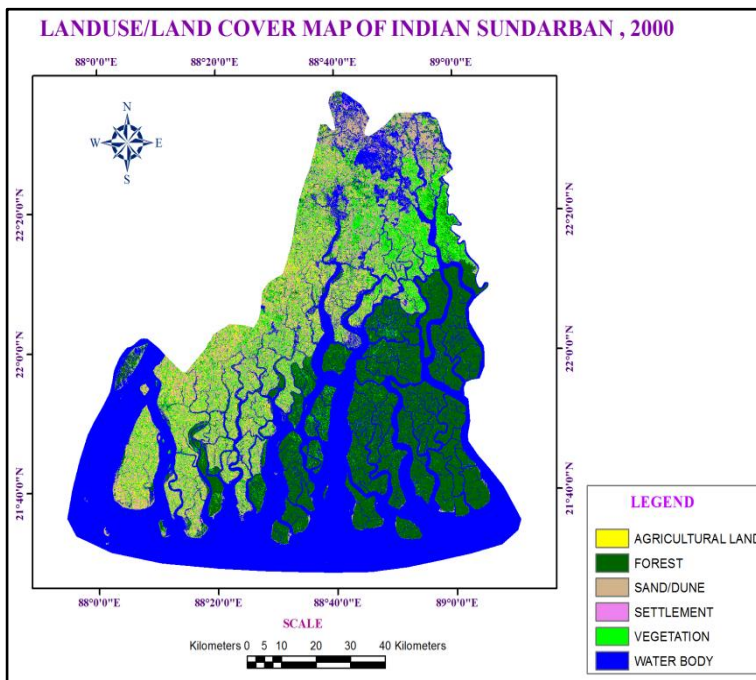 LANDUSE/LAND COVER MAP OF INDIAN SUNDARBAN , 2000
88°0'0"E 88°20'0"E 88°40'0"E 89°0'0"E
N
W E
S
22°20'0"N 22°20'0"N
22°0'0"N 22°0'0"N
21°40'0"N 21°40'0"N
88°0'0"E 88°20'0"E 88°40'0"E 89°0'0"E
SCALE
Kilometers 0 5 10 20 30 40 Kilometers
LEGEND
AGRICULTURAL LAND
FOREST
SAND/DUNE
SETTLEMENT
VEGETATION
WATER BODY